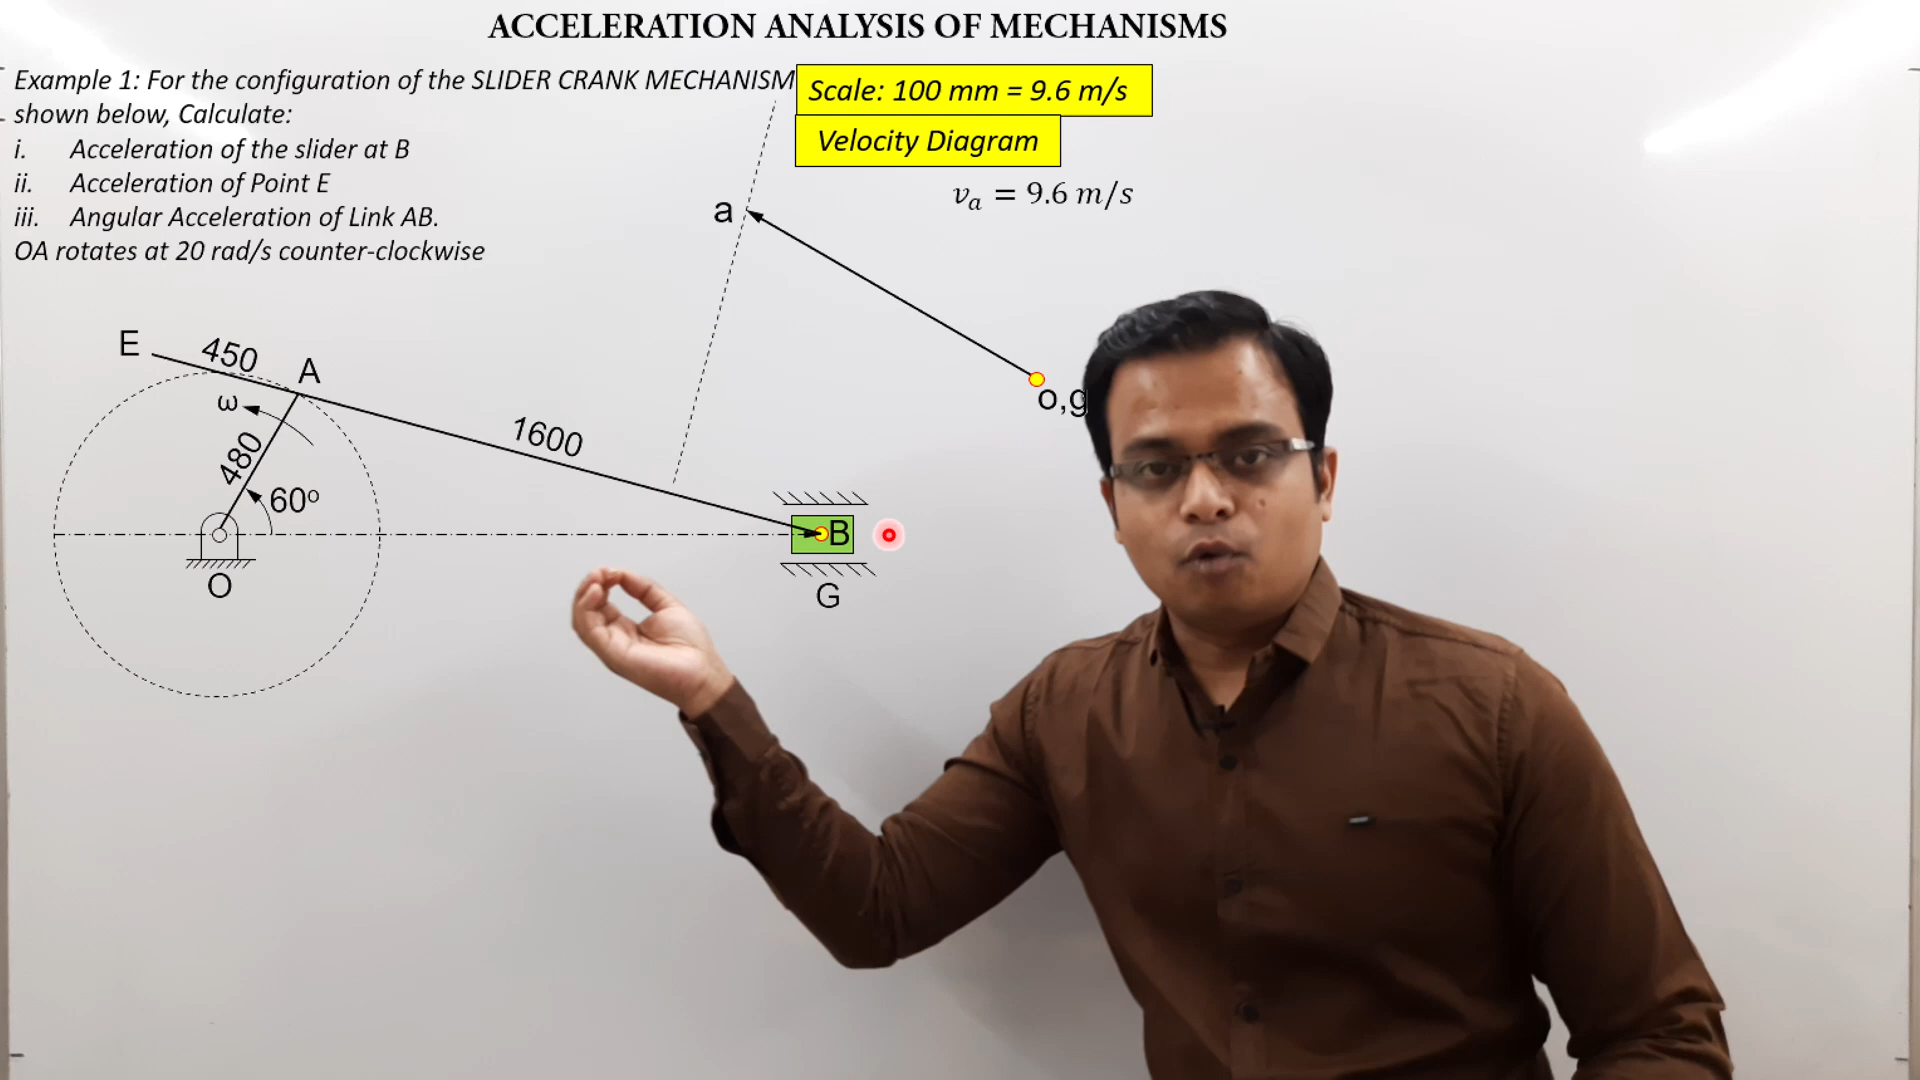 ACCELERATION ANALYSIS OF MECHANISMS
Example 1: For the configuration of the SLIDER CRANK MECHANISM
shown below, Calculate:
i. Acceleration of the slider at B
ii. Acceleration of Point E
iii. Angular Acceleration of Link AB.
OA rotates at 20 rad/s counter-clockwise
Scale: 100 mm = 9.6 m/s
Velocity Diagram
vₐ = 9.6 m/s
a
o,g
E
450
A
ω
480
60º
1600
B
O
G